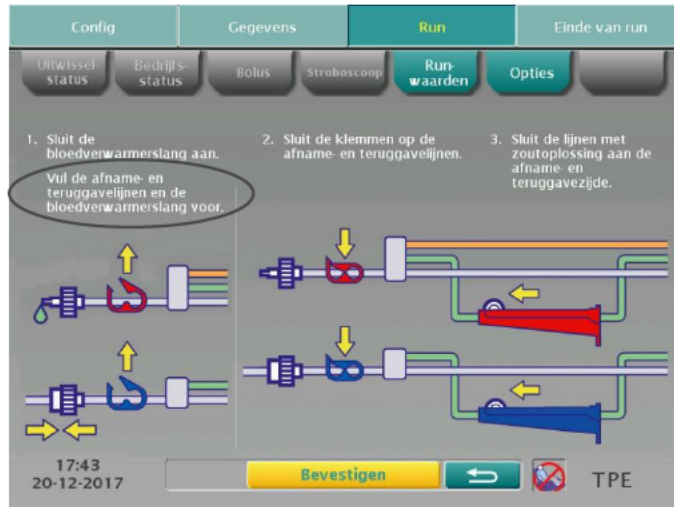 Config
Gegevens
Run
Einde van run
Uitwissel-
status
Bedrijfs-
status
Bolus
Stroboscoop
Run-
waarden
Opties
1. Sluit de
bloedverwarmerslang aan.
Vul de afname- en
teruggavelijnen en de
bloedverwarmerslang voor.
2. Sluit de klemmen op de
afname- en teruggavelijnen.
3. Sluit de lijnen met
zoutoplossing aan de
afname- en
teruggavezijde.
17:43
20-12-2017
Bevestigen
TPE